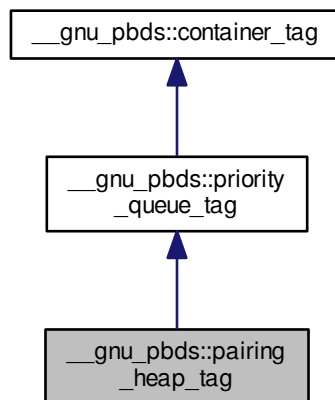 __gnu_pbds::container_tag
__gnu_pbds::priority
_queue_tag
__gnu_pbds::pairing
_heap_tag